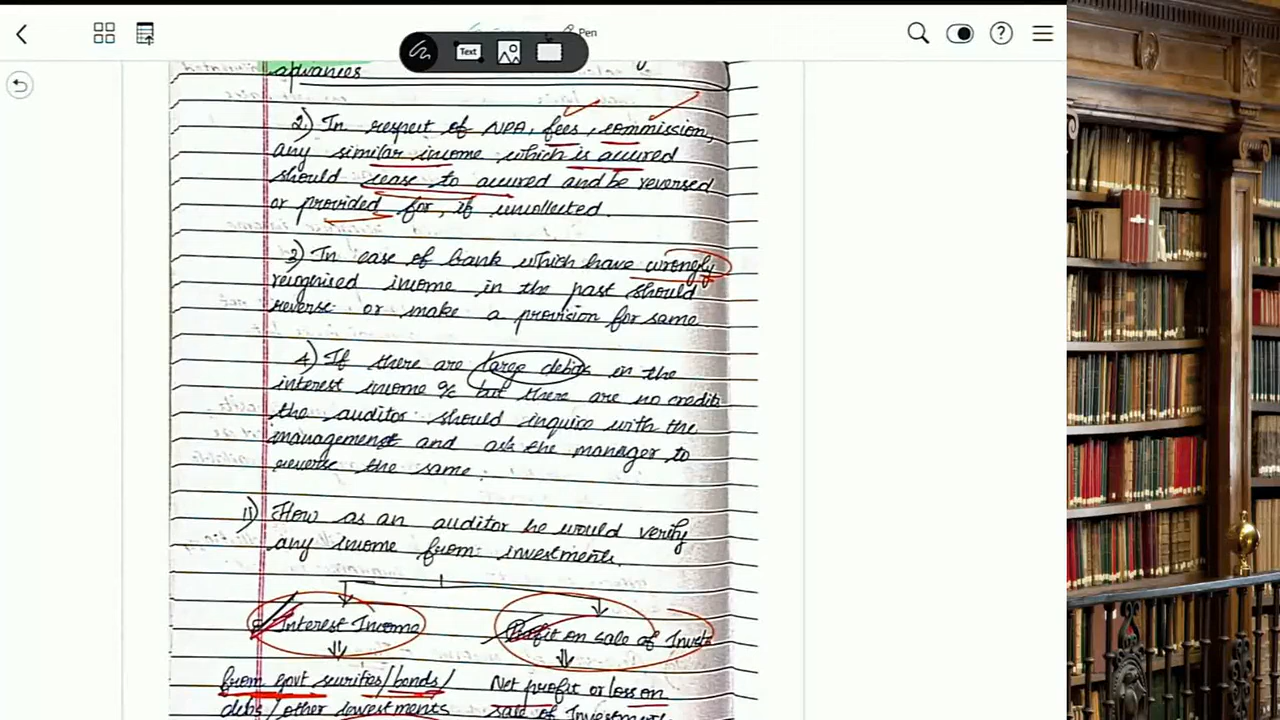 Pen
Text
advances
2) In respect of NPA, fees, commission,
any similar income which is accured
should cease to accured and be reversed
or provided for, if uncollected.
3) In case of bank which have wrongly
recognised income in the past should
reverse or make a provision for same
4) If there are large debits in the
interest income a/c but there are no credits
the auditor should inquire with the
management and ask the manager to
reverse the same.
11) How as an auditor he would verify
any income from investments.
Interest Income
Profit on sale of Invts
from govt securities/bonds/
Net profit or loss on
debs/other investments
sale of Investment